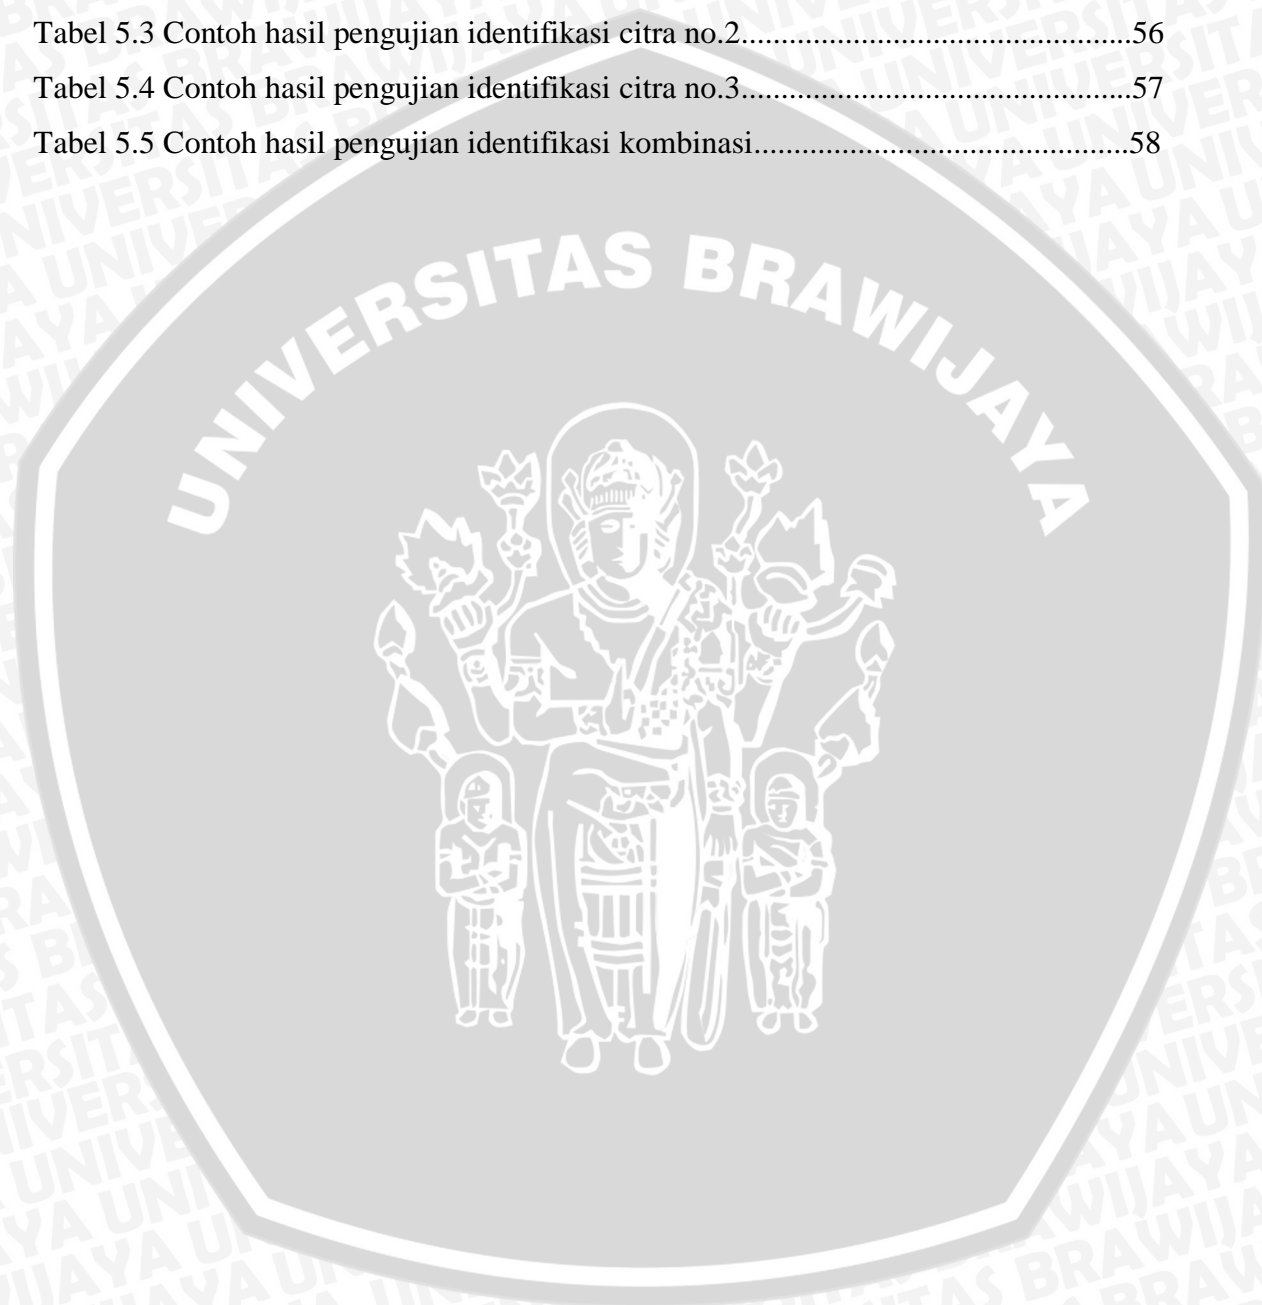 Tabel 5.3 Contoh hasil pengujian identifikasi citra no.2...............................................56
Tabel 5.4 Contoh hasil pengujian identifikasi citra no.3...............................................57
Tabel 5.5 Contoh hasil pengujian identifikasi kombinasi.............................................58
UNIVERSITAS BRAWIJAYA